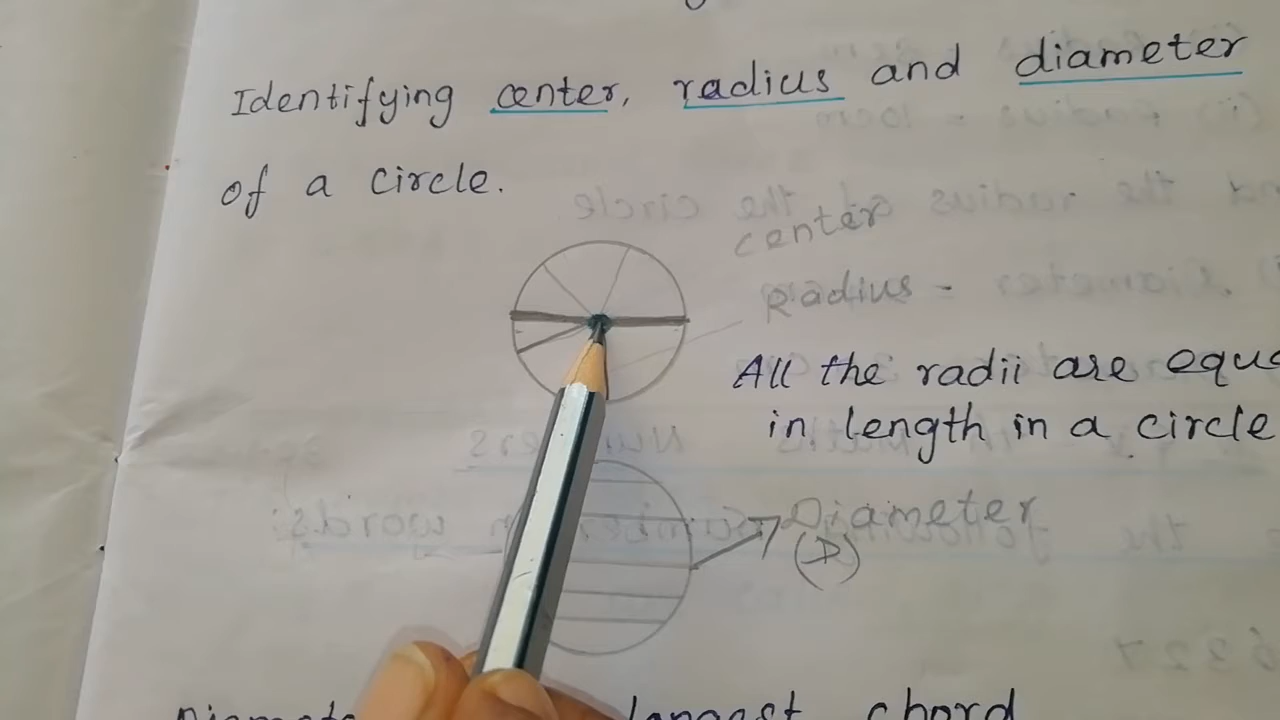 Identifying center, radius and diameter
of a circle.
center
Radius -
All the radii are equa
in length in a circle
Diameter
(D)
longest chord